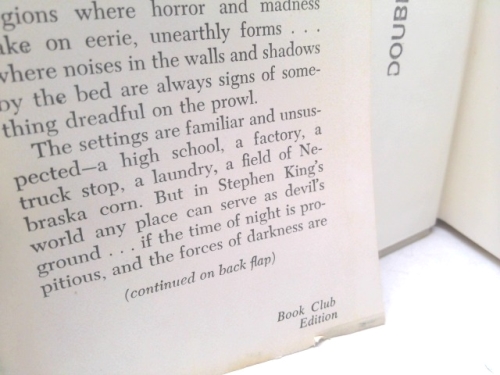 gions where horror and madness
ake on eerie, unearthly forms . . .
where noises in the walls and shadows
by the bed are always signs of some-
thing dreadful on the prowl.
The settings are familiar and unsus-
pected—a high school, a factory, a
truck stop, a laundry, a field of Ne-
braska corn. But in Stephen King's
world any place can serve as devil's
ground . . . if the time of night is pro-
pitious, and the forces of darkness are
(continued on back flap)
Book Club
Edition
DOUBL